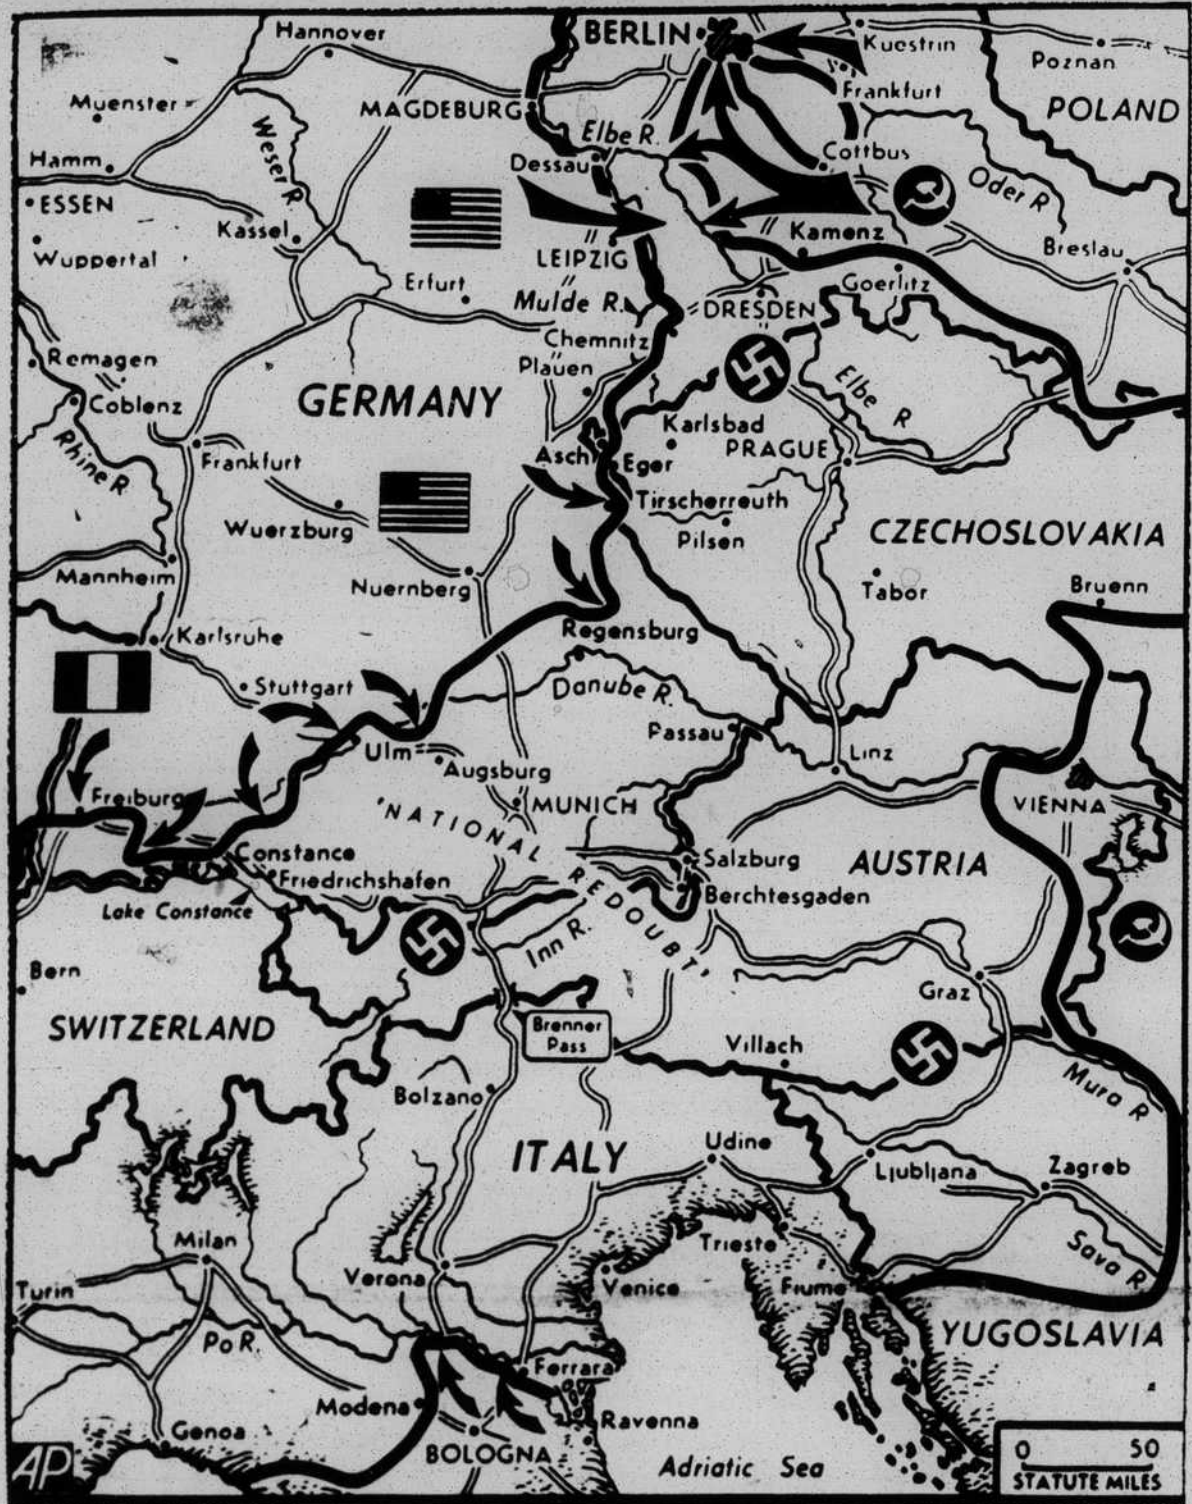 Hannover
BERLIN
Kuestrin
Poznan
Muenster
MAGDEBURG
Frankfurt
POLAND
Weser R.
Elbe R.
Hamm
Dessau
Cottbus
Oder R
ESSEN
Kassel
Kamenz
Wuppertal
LEIPZIG
Breslau
Erfurt
Mulde R.
Goerlitz
DRESDEN
Chemnitz
Remagen
Plauen
Coblenz
GERMANY
Elbe R
Karlsbad
PRAGUE
Rhine R.
Frankfurt
Asch
Eger
Tirscherreuth
Wuerzburg
Pilsen
CZECHOSLOVAKIA
Mannheim
Nuernberg
Tabor
Bruenn
Karlsruhe
Regensburg
Stuttgart
Danube R.
Passau
Ulm
Linz
Augsburg
Freiburg
MUNICH
VIENNA
'NATIONAL REDOUBT'
Constance
Salzburg
AUSTRIA
Friedrichshafen
Berchtesgaden
Lake Constance
Inn R.
Bern
Graz
SWITZERLAND
Brenner
Pass
Villach
Bolzano
Mura R
ITALY
Udine
Ljubljana
Zagreb
Milan
Trieste
Sava R
Verona
Turin
Venice
Fiume
Po R.
YUGOSLAVIA
Ferrara
Modena
Ravenna
Genoa
BOLOGNA
Adriatic Sea
0 50
STATUTE MILES
AP